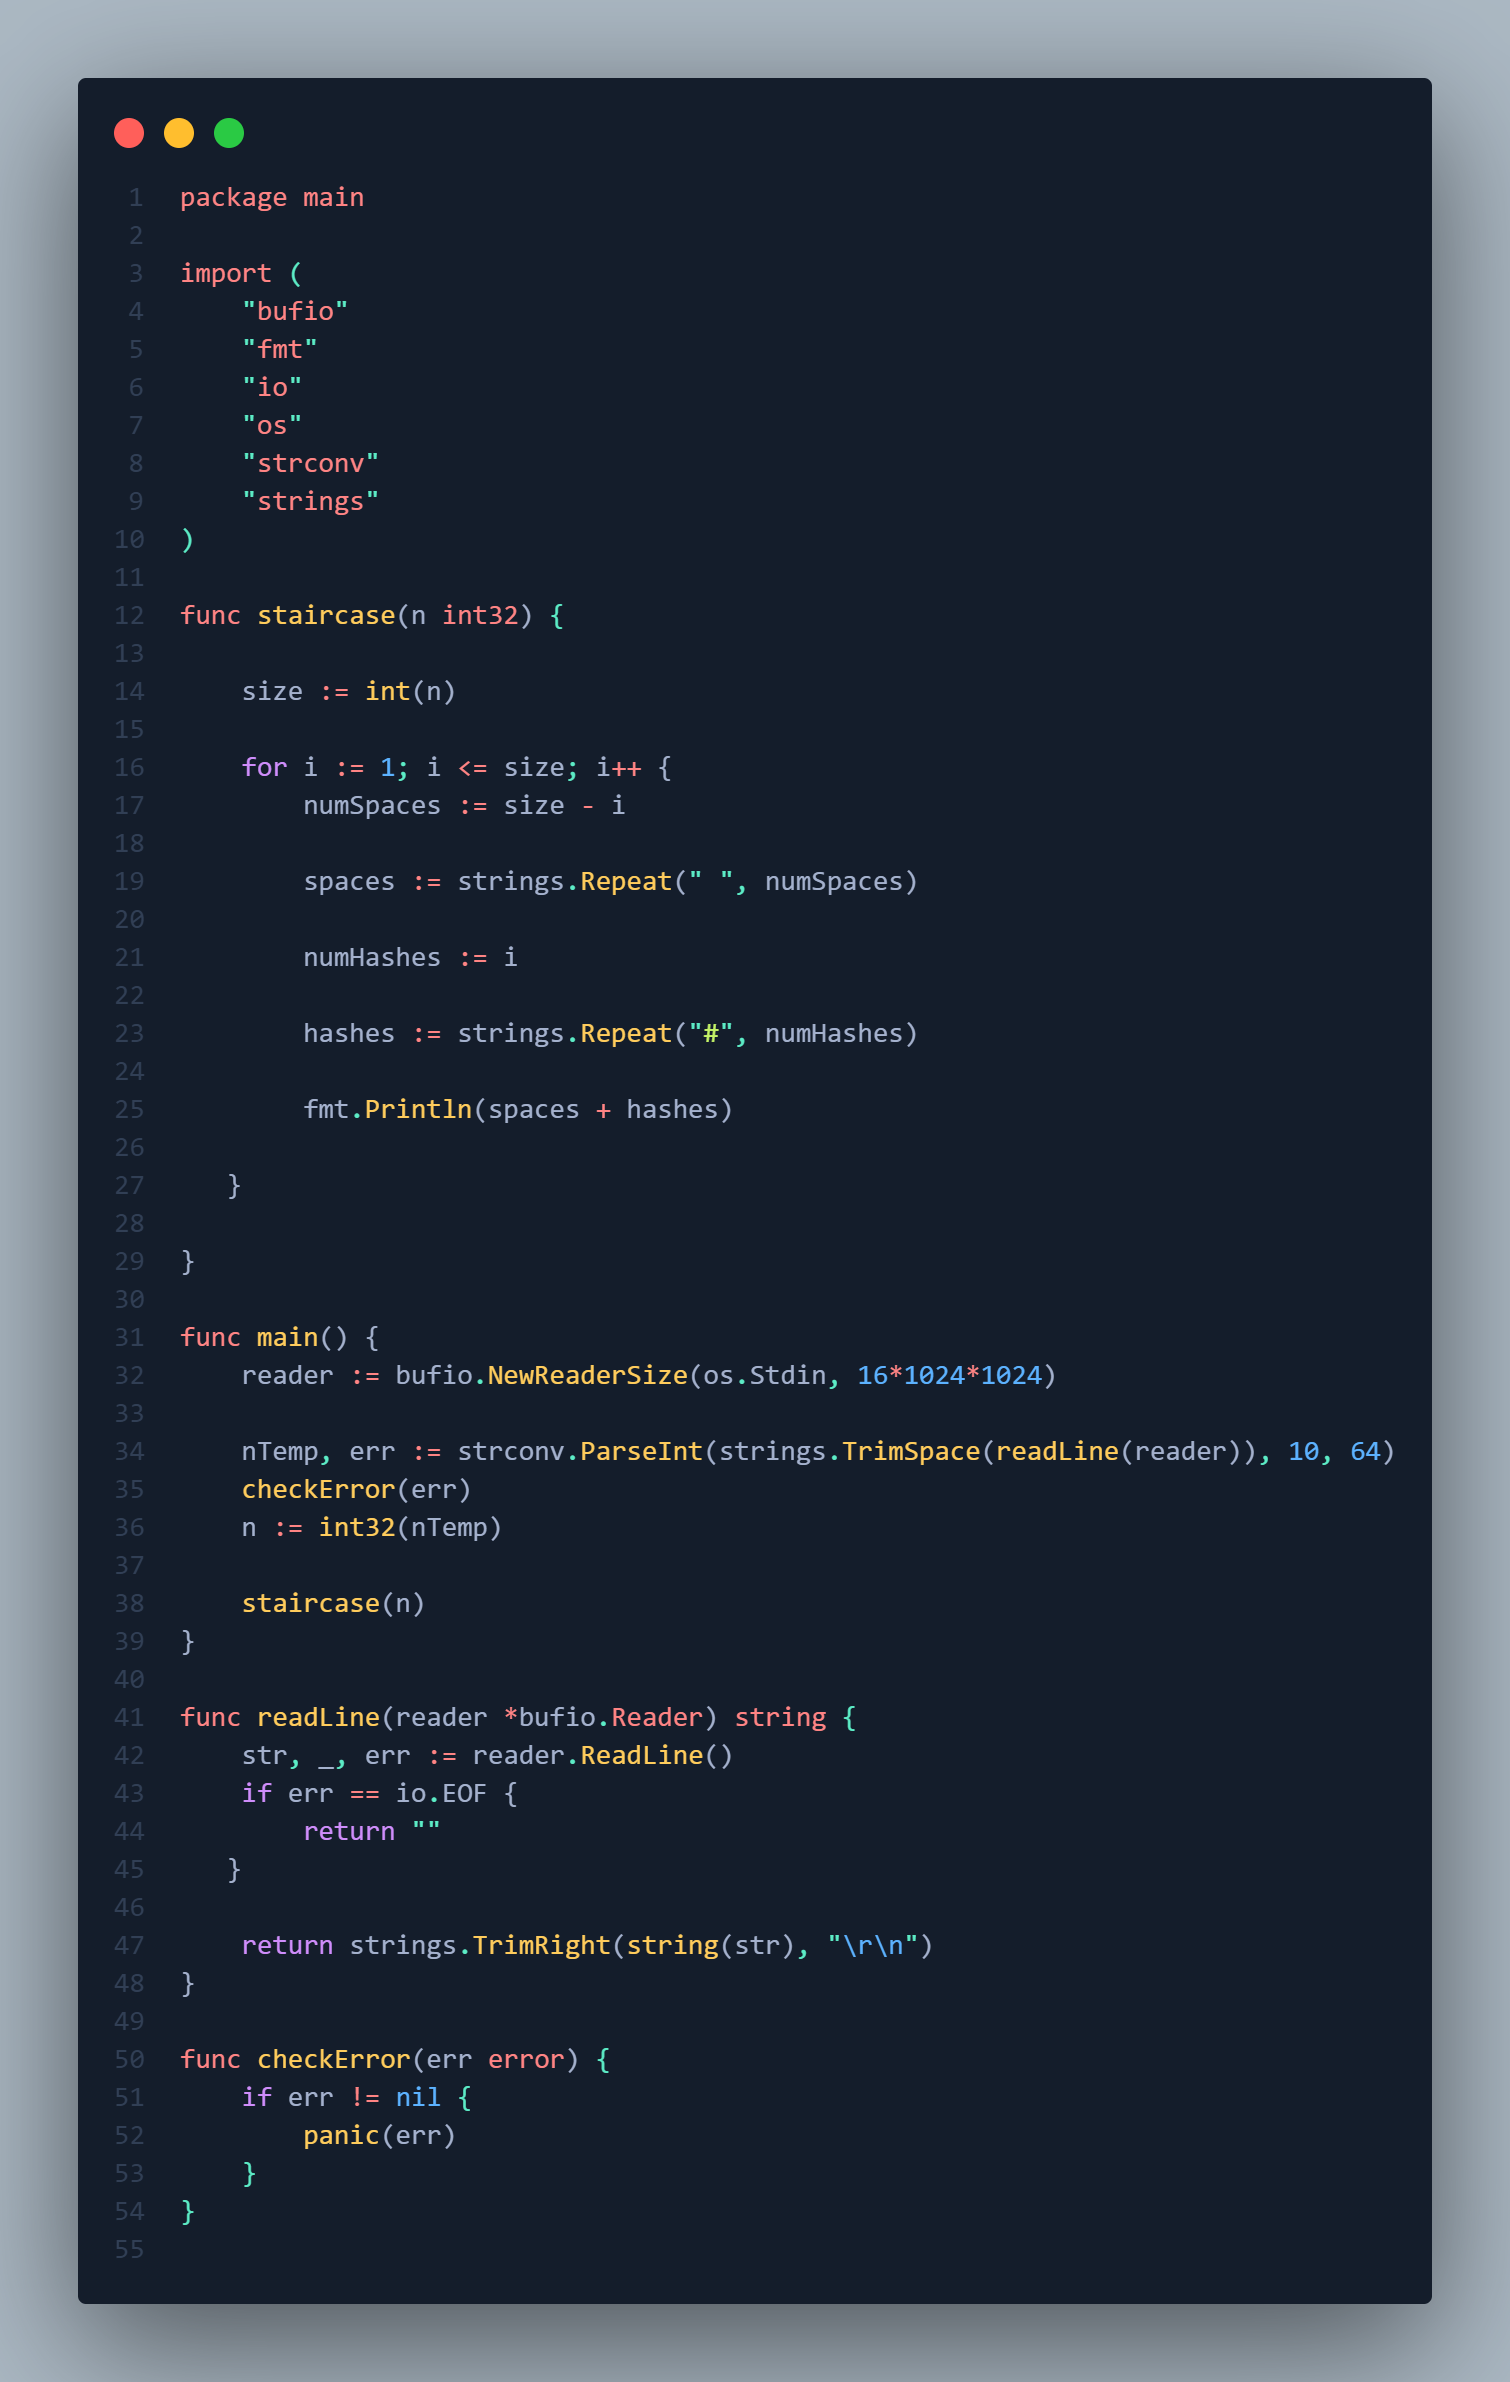 1 package main
2
3 import (
4     "bufio"
5     "fmt"
6     "io"
7     "os"
8     "strconv"
9     "strings"
10 )
11
12 func staircase(n int32) {
13
14     size := int(n)
15
16     for i := 1; i <= size; i++ {
17         numSpaces := size - i
18
19         spaces := strings.Repeat(" ", numSpaces)
20
21         numHashes := i
22
23         hashes := strings.Repeat("#", numHashes)
24
25         fmt.Println(spaces + hashes)
26
27    }
28
29 }
30
31 func main() {
32     reader := bufio.NewReaderSize(os.Stdin, 16*1024*1024)
33
34     nTemp, err := strconv.ParseInt(strings.TrimSpace(readLine(reader)), 10, 64)
35     checkError(err)
36     n := int32(nTemp)
37
38     staircase(n)
39 }
40
41 func readLine(reader *bufio.Reader) string {
42     str, _, err := reader.ReadLine()
43     if err == io.EOF {
44         return ""
45    }
46
47     return strings.TrimRight(string(str), "\r\n")
48 }
49
50 func checkError(err error) {
51     if err != nil {
52         panic(err)
53     }
54 }
55